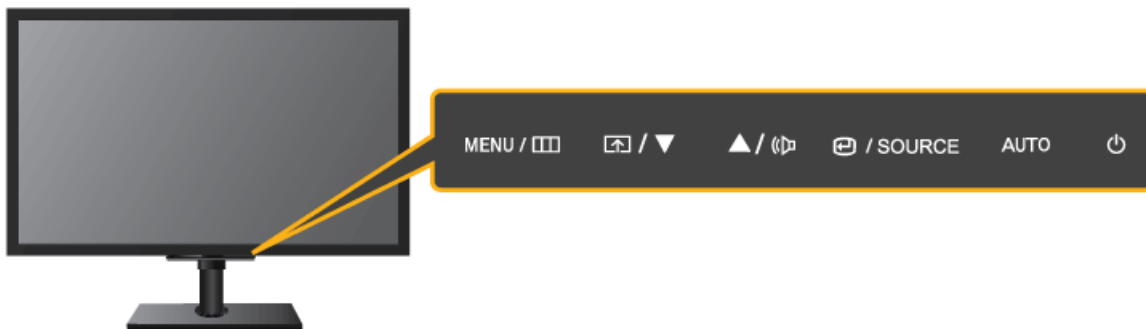 MENU / ▥ ▼ ▲ / SOURCE AUTO